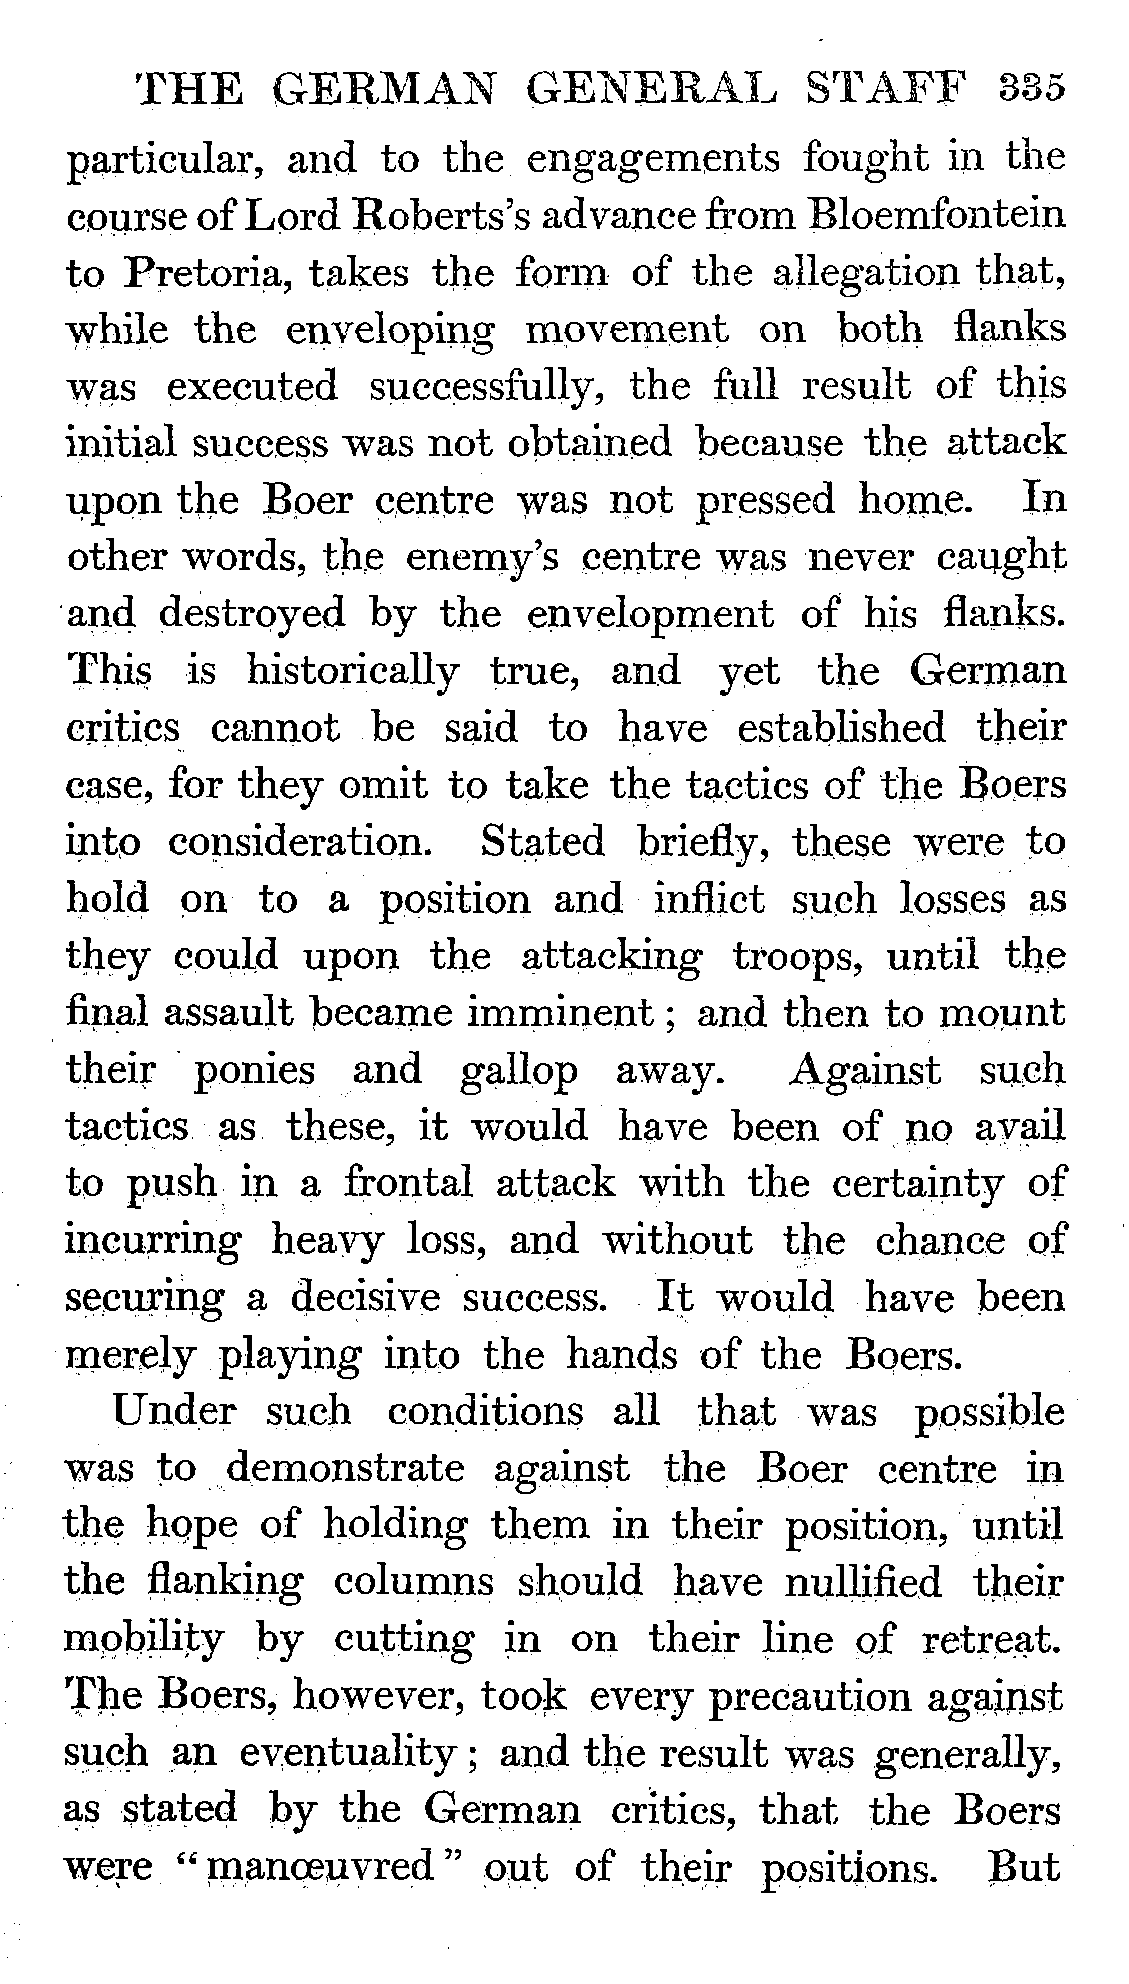 THE GERMAN GENERAL STAFF 335
particular, and to the engagements fought in the
course of Lord Roberts's advance from Bloemfontein
to Pretoria, takes the form of the allegation that,
while the enveloping movement on both flanks
was executed successfully, the full result of this
initial success was not obtained because the attack
upon the Boer centre was not pressed home. In
other words, the enemy's centre was never caught
and destroyed by the envelopment of his flanks.
This is historically true, and yet the German
critics cannot be said to have established their
case, for they omit to take the tactics of the Boers
into consideration. Stated briefly, these were to
hold on to a position and inflict such losses as
they could upon the attacking troops, until the
final assault became imminent ; and then to mount
their ponies and gallop away. Against such
tactics as these, it would have been of no avail
to push in a frontal attack with the certainty of
incurring heavy loss, and without the chance of
securing a decisive success. It would have been
merely playing into the hands of the Boers.
Under such conditions all that was possible
was to demonstrate against the Boer centre in
the hope of holding them in their position, until
the flanking columns should have nullified their
mobility by cutting in on their line of retreat.
The Boers, however, took every precaution against
such an eventuality ; and the result was generally,
as stated by the German critics, that the Boers
were “ manœuvred ” out of their positions. But